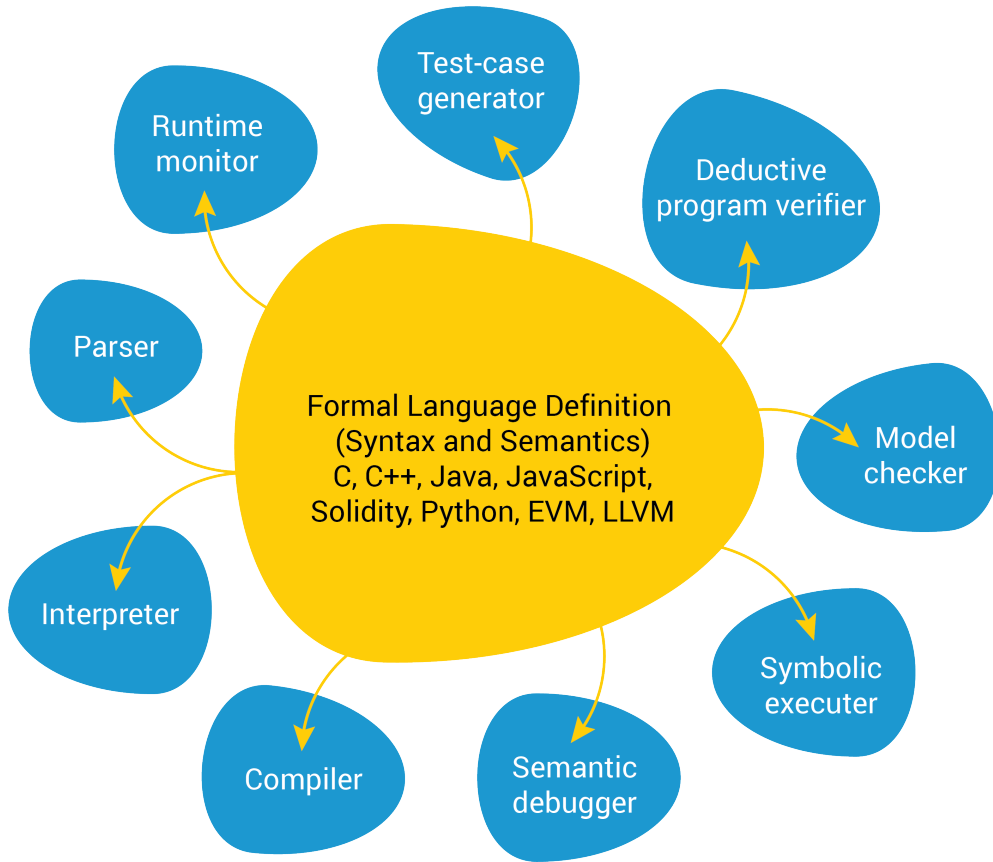 Test-case
generator
Runtime
monitor
Deductive
program verifier
Parser
Formal Language Definition
(Syntax and Semantics)
C, C++, Java, JavaScript,
Solidity, Python, EVM, LLVM
Model
checker
Interpreter
Symbolic
executer
Compiler
Semantic
debugger